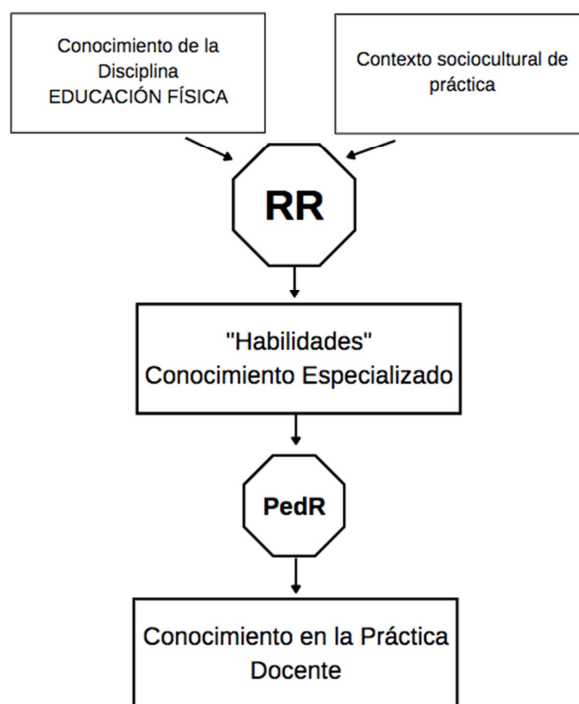 Conocimiento de la
Disciplina
EDUCACIÓN FÍSICA
Contexto sociocultural de
práctica
RR
"Habilidades"
Conocimiento Especializado
PedR
Conocimiento en la Práctica
Docente